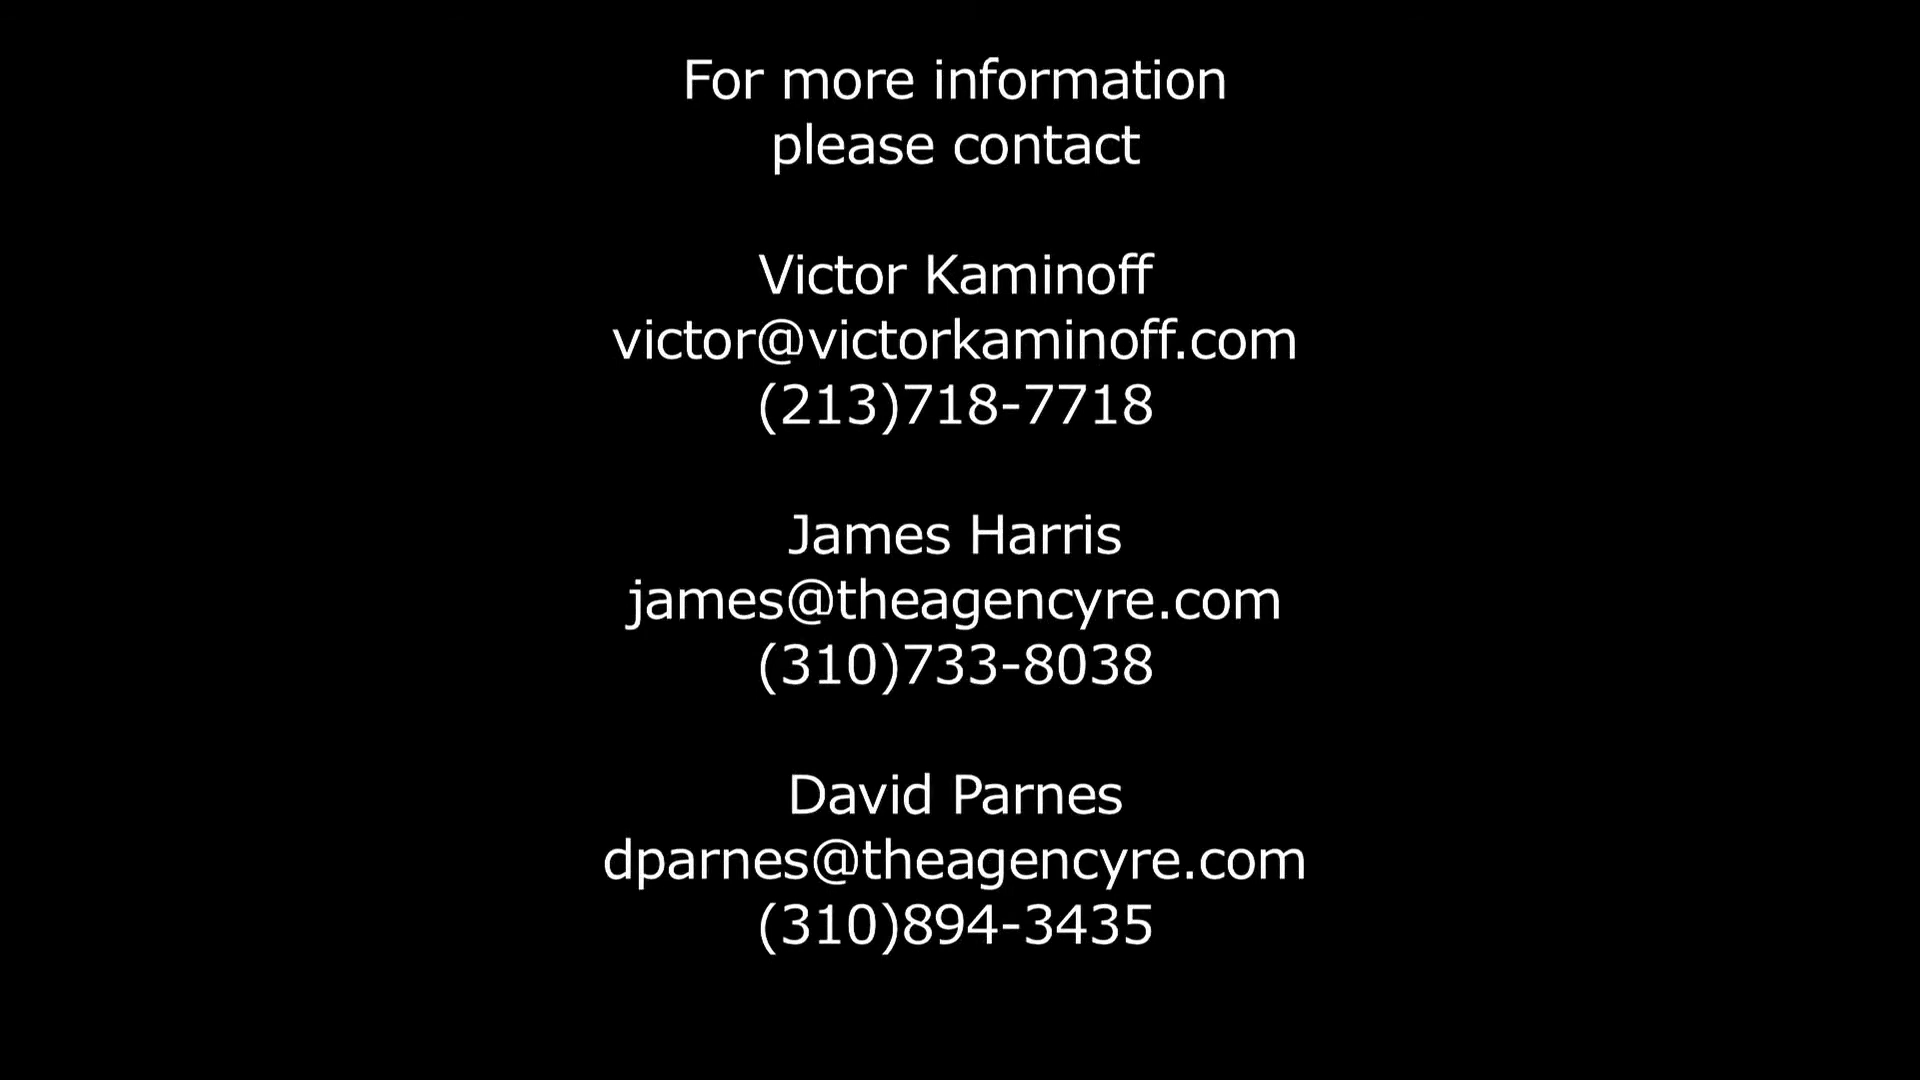 For more information
please contact
Victor Kaminoff
victor@victorkaminoff.com
(213)718-7718
James Harris
james@theagencyre.com
(310)733-8038
David Parnes
dparnes@theagencyre.com
(310)894-3435